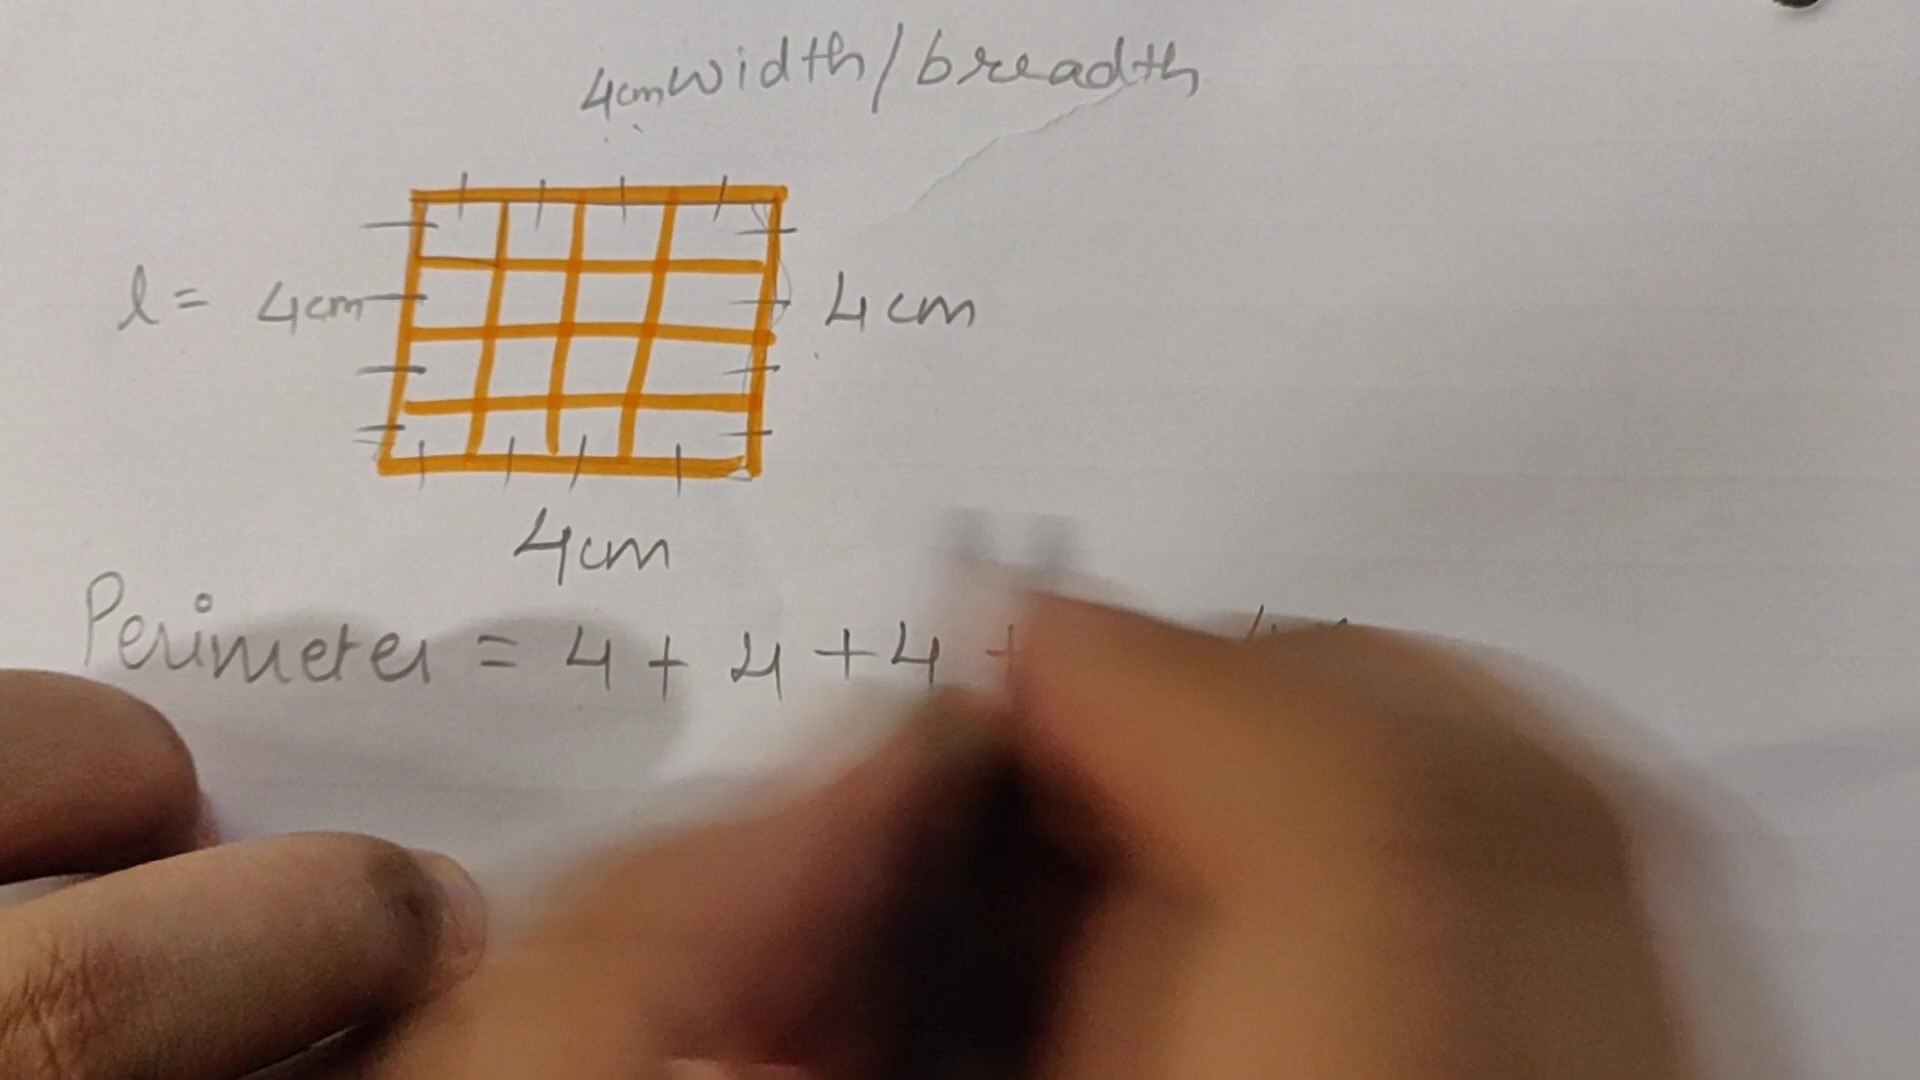 4cm width/breadth
l = 4cm 4cm
4cm
Perimeter = 4 + 4 + 4 +